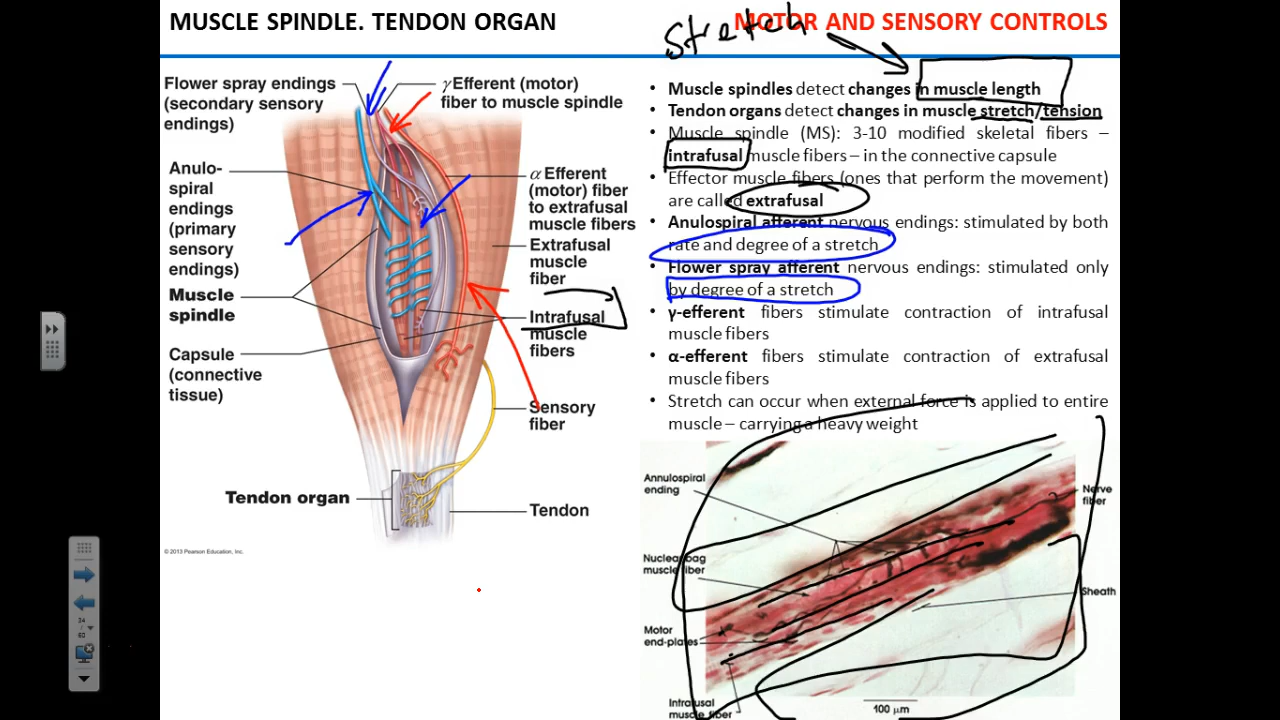 MUSCLE SPINDLE. TENDON ORGAN
MOTOR AND SENSORY CONTROLS
Stretch
Flower spray endings
(secondary sensory
endings)
γ Efferent (motor)
fiber to muscle spindle
Anulo-
spiral
endings
(primary
sensory
endings)
α Efferent
(motor) fiber
to extrafusal
muscle fibers
Extrafusal
muscle
fiber
Muscle
spindle
Intrafusal
muscle
fibers
Capsule
(connective
tissue)
Sensory
fiber
Tendon organ
Tendon
© 2013 Pearson Education, Inc.
• Muscle spindles detect changes in muscle length
• Tendon organs detect changes in muscle stretch/tension
• Muscle spindle (MS): 3-10 modified skeletal fibers –
intrafusal muscle fibers – in the connective capsule
• Effector muscle fibers (ones that perform the movement)
are called extrafusal
• Anulospiral afferent nervous endings: stimulated by both
rate and degree of a stretch
• Flower spray afferent nervous endings: stimulated only
by degree of a stretch
• γ-efferent fibers stimulate contraction of intrafusal
muscle fibers
• α-efferent fibers stimulate contraction of extrafusal
muscle fibers
• Stretch can occur when external force is applied to entire
muscle – carrying a heavy weight
Annulospiral
ending
Nerve
fiber
Nuclear bag
muscle fiber
Sheath
Motor
end-plates
Intrafusal
muscle fiber
100 μm
34
/
60